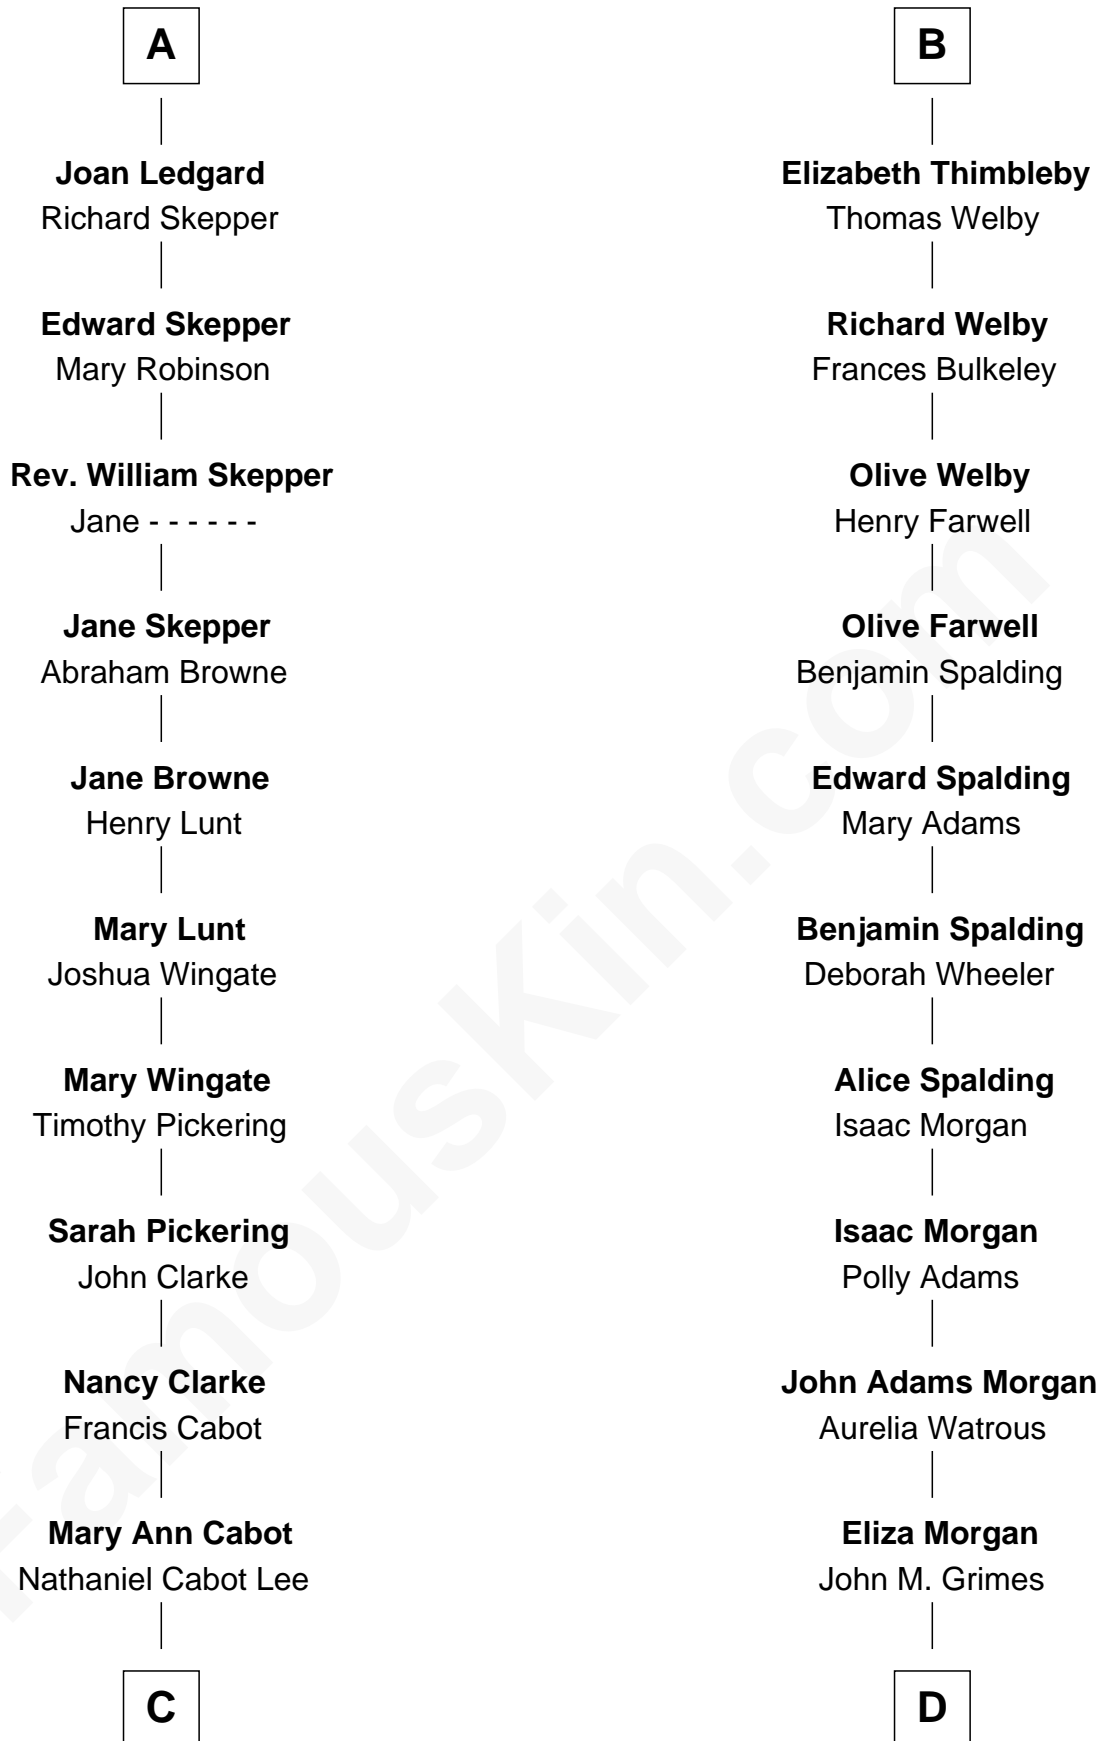 A
Joan Ledgard
Richard Skepper
Edward Skepper
Mary Robinson
Rev. William Skepper
Jane - - - - - -
Jane Skepper
Abraham Browne
Jane Browne
Henry Lunt
Mary Lunt
Joshua Wingate
Mary Wingate
Timothy Pickering
Sarah Pickering
John Clarke
Nancy Clarke
Francis Cabot
Mary Ann Cabot
Nathaniel Cabot Lee
C
B
Elizabeth Thimbleby
Thomas Welby
Richard Welby
Frances Bulkeley
Olive Welby
Henry Farwell
Olive Farwell
Benjamin Spalding
Edward Spalding
Mary Adams
Benjamin Spalding
Deborah Wheeler
Alice Spalding
Isaac Morgan
Isaac Morgan
Polly Adams
John Adams Morgan
Aurelia Watrous
Eliza Morgan
John M. Grimes
D
FamousKin.com